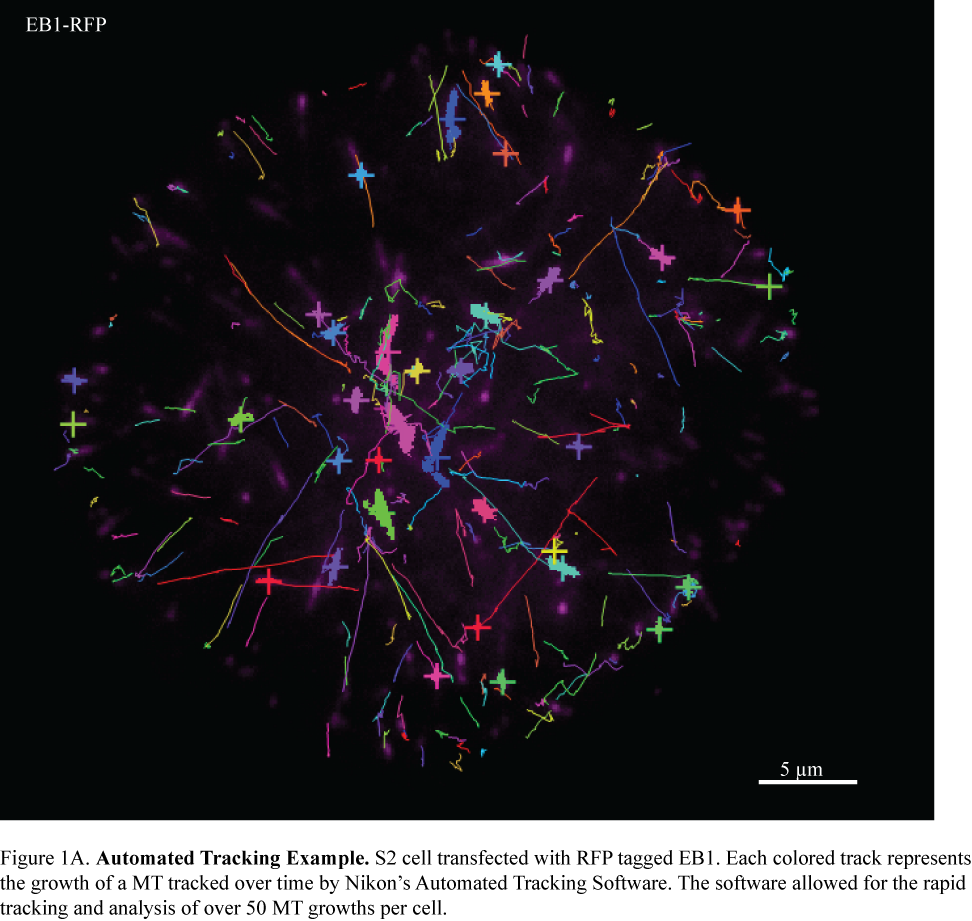 EB1-RFP
5 µm
Figure 1A. Automated Tracking Example. S2 cell transfected with RFP tagged EB1. Each colored track represents
the growth of a MT tracked over time by Nikon’s Automated Tracking Software. The software allowed for the rapid
tracking and analysis of over 50 MT growths per cell.